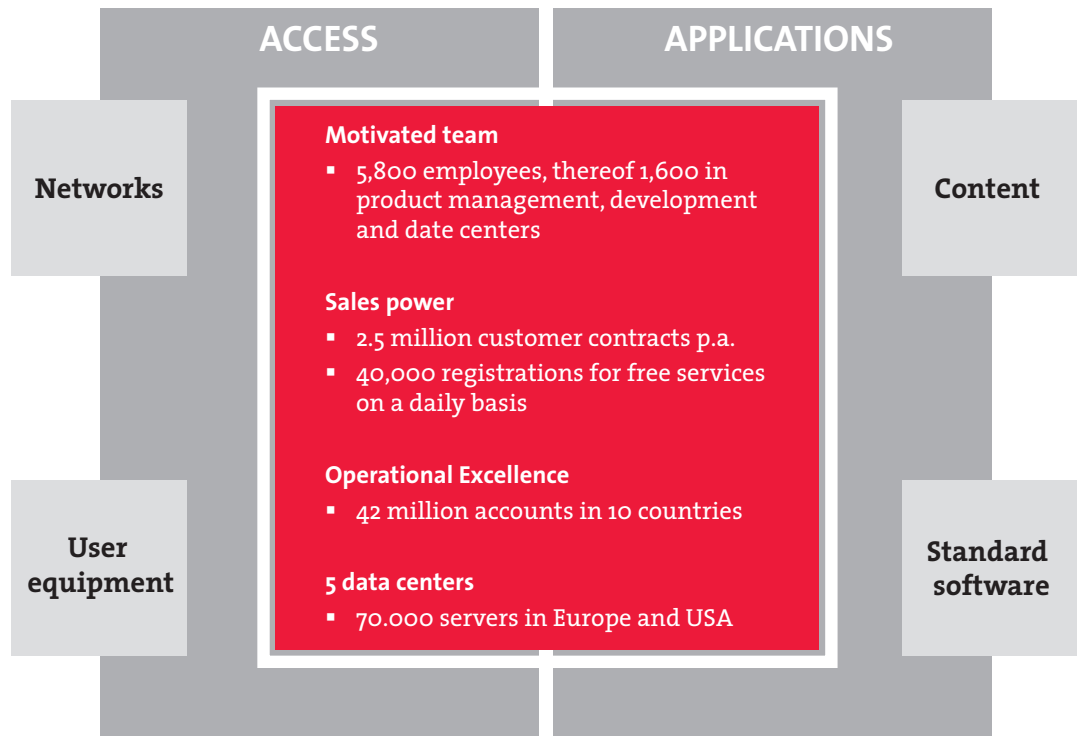 ACCESS
APPLICATIONS
Networks
User
equipment
Motivated team
▪ 5,800 employees, thereof 1,600 in
product management, development
and date centers
Sales power
▪ 2.5 million customer contracts p.a.
▪ 40,000 registrations for free services
on a daily basis
Operational Excellence
▪ 42 million accounts in 10 countries
5 data centers
▪ 70.000 servers in Europe and USA
Content
Standard
software